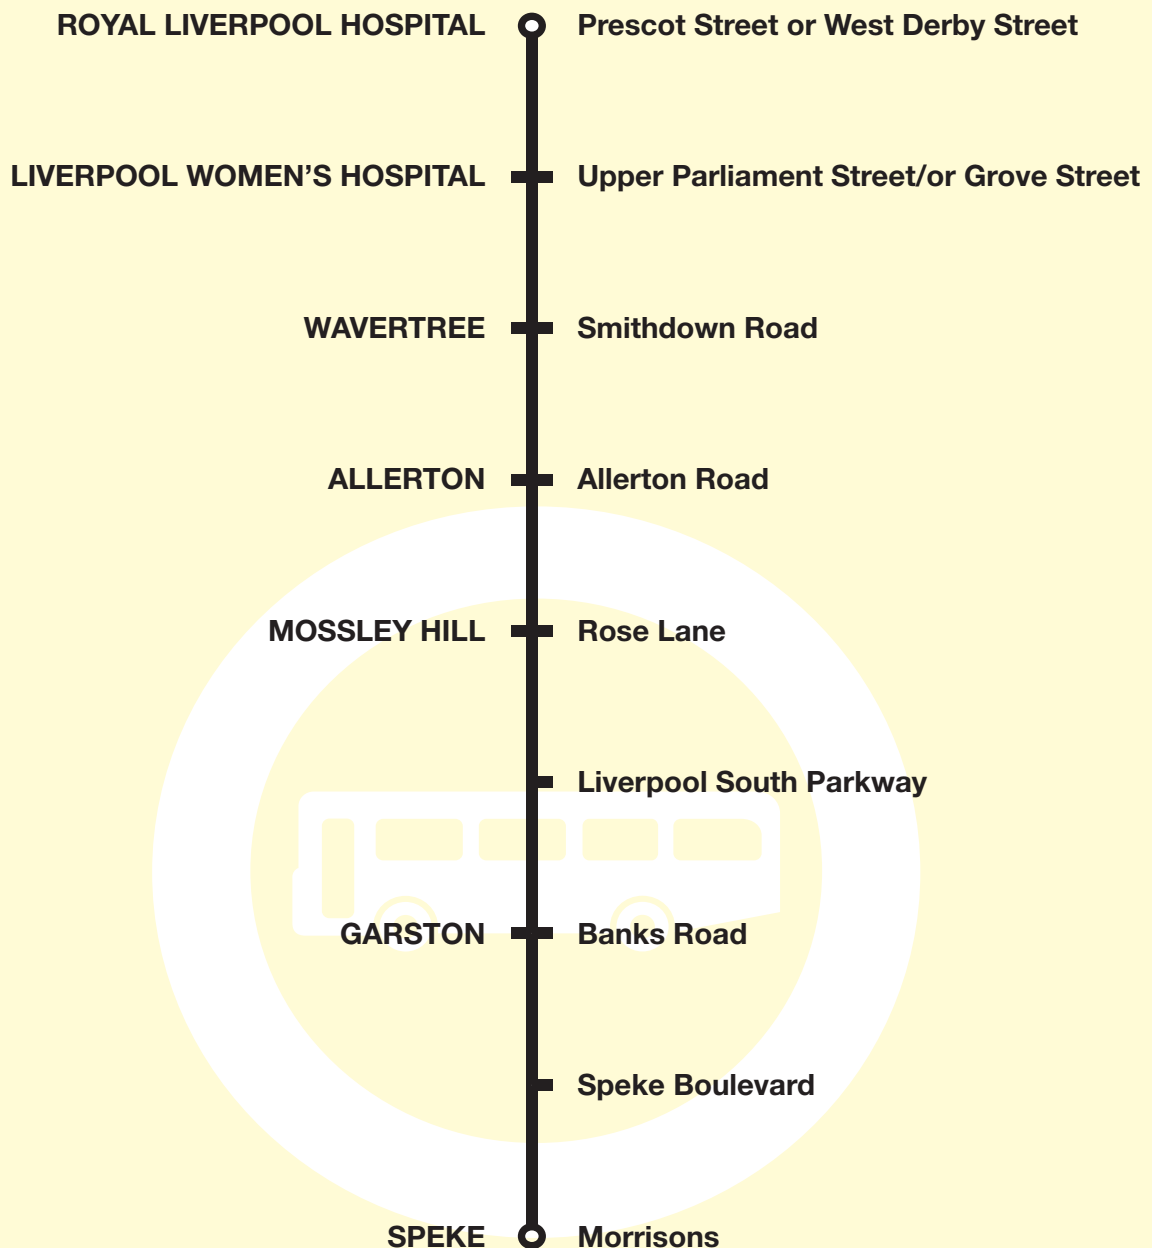 ROYAL LIVERPOOL HOSPITAL Prescot Street or West Derby Street
LIVERPOOL WOMEN’S HOSPITAL Upper Parliament Street/or Grove Street
WAVERTREE Smithdown Road
ALLERTON Allerton Road
MOSSLEY HILL Rose Lane
Liverpool South Parkway
GARSTON Banks Road
Speke Boulevard
SPEKE Morrisons